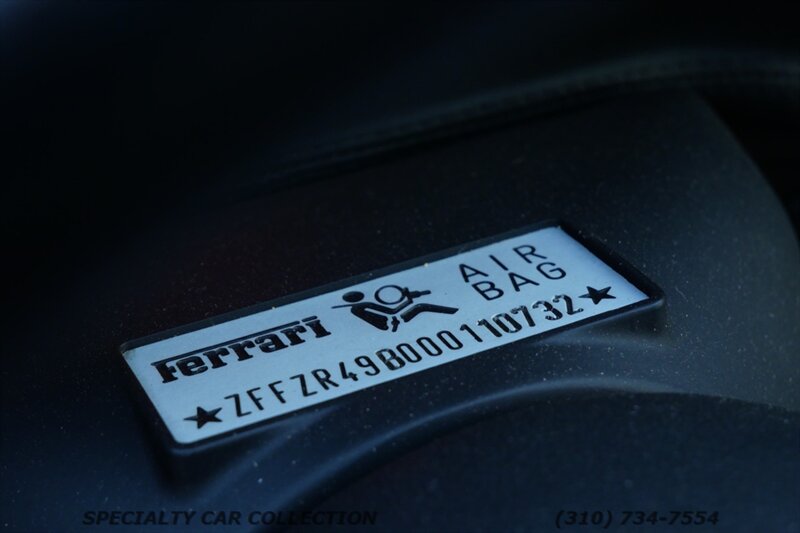 Ferrari AIR
BAG
★ZFFZR49B000110732★
SPECIALTY CAR COLLECTION (310) 734-7554